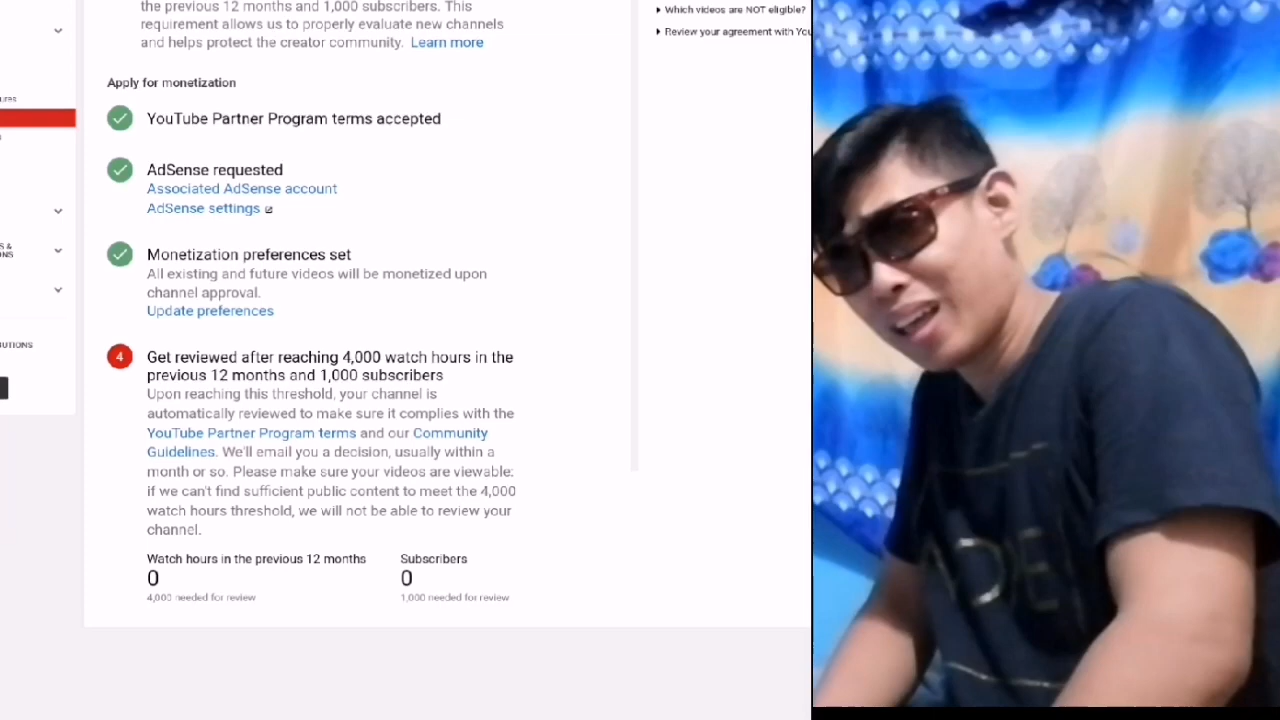 ures
S &
NS
BUTIONS
the previous 12 months and 1,000 subscribers. This
requirement allows us to properly evaluate new channels
and helps protect the creator community. Learn more
Apply for monetization
YouTube Partner Program terms accepted
AdSense requested
Associated AdSense account
AdSense settings
Monetization preferences set
All existing and future videos will be monetized upon
channel approval.
Update preferences
4
Get reviewed after reaching 4,000 watch hours in the
previous 12 months and 1,000 subscribers
Upon reaching this threshold, your channel is
automatically reviewed to make sure it complies with the
YouTube Partner Program terms and our Community
Guidelines. We'll email you a decision, usually within a
month or so. Please make sure your videos are viewable:
if we can't find sufficient public content to meet the 4,000
watch hours threshold, we will not be able to review your
channel.
Watch hours in the previous 12 months
0
4,000 needed for review
Subscribers
0
1,000 needed for review
Which videos are NOT eligible?
Review your agreement with You